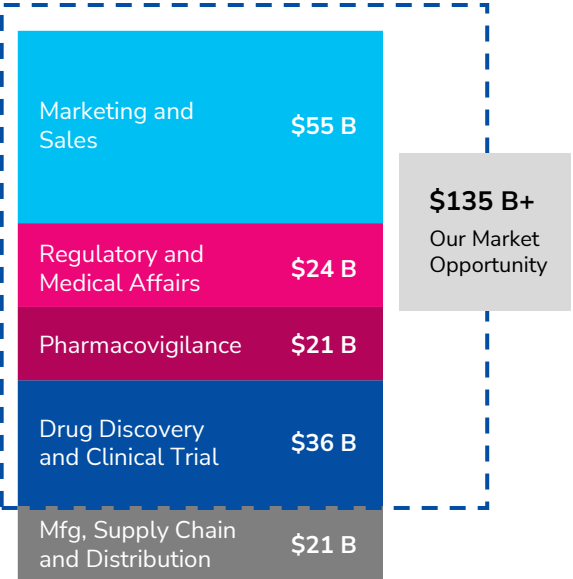 Marketing and
Sales
$55 B
$135 B+
Our Market
Opportunity
Regulatory and
Medical Affairs
$24 B
Pharmacovigilance
$21 B
Drug Discovery
and Clinical Trial
$36 B
Mfg, Supply Chain
and Distribution
$21 B